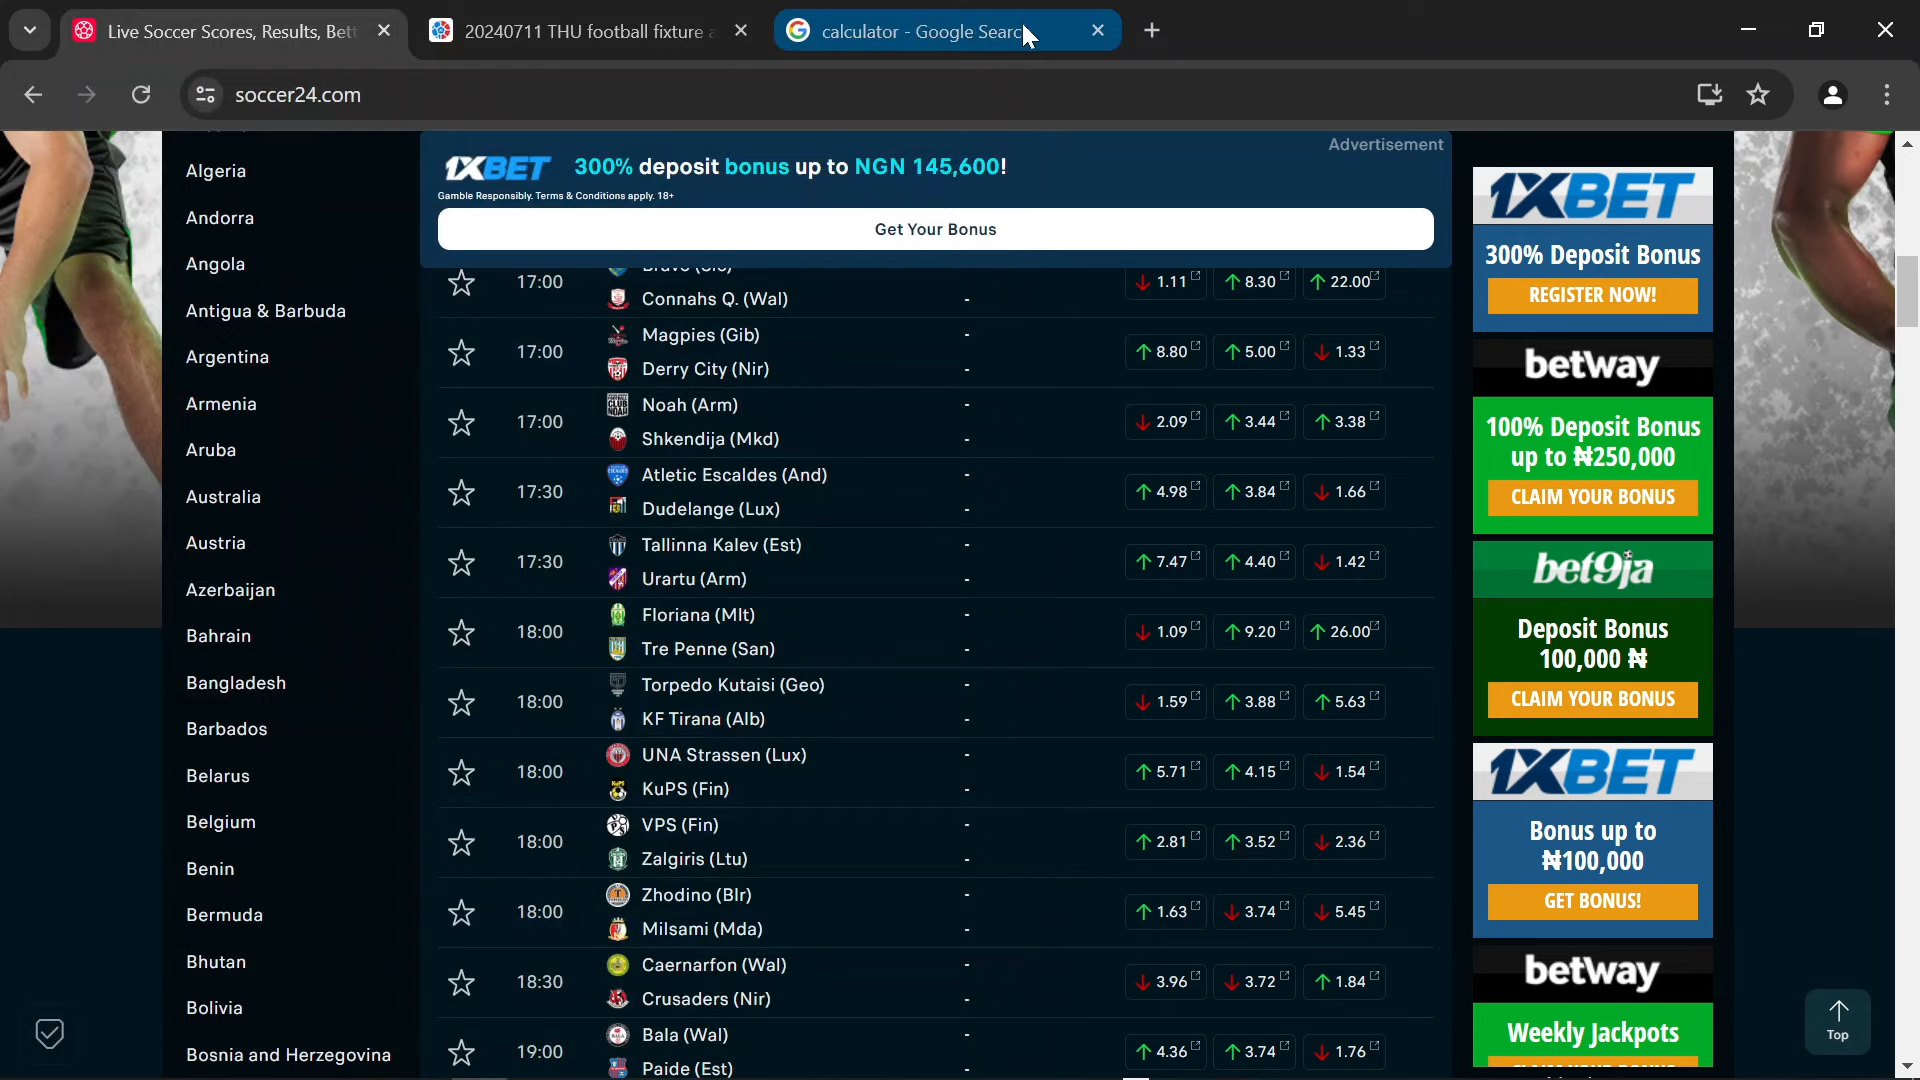 Live Soccer Scores, Results, Bett
20240711 THU football fixture a
calculator - Google Searc
soccer24.com
Algeria
Andorra
Angola
Antigua & Barbuda
Argentina
Armenia
Aruba
Australia
Austria
Azerbaijan
Bahrain
Bangladesh
Barbados
Belarus
Belgium
Benin
Bermuda
Bhutan
Bolivia
Bosnia and Herzegovina
Advertisement
1XBET 300% deposit bonus up to NGN 145,600!
Gamble Responsibly. Terms & Conditions apply. 18+
Get Your Bonus
17:00
Connahs Q. (Wal) -
1.11 8.30 22.00
17:00
Magpies (Gib) -
Derry City (Nir) -
8.80 5.00 1.33
17:00
Noah (Arm) -
Shkendija (Mkd) -
2.09 3.44 3.38
17:30
Atletic Escaldes (And) -
Dudelange (Lux) -
4.98 3.84 1.66
17:30
Tallinna Kalev (Est) -
Urartu (Arm) -
7.47 4.40 1.42
18:00
Floriana (Mlt) -
Tre Penne (San) -
1.09 9.20 26.00
18:00
Torpedo Kutaisi (Geo) -
KF Tirana (Alb) -
1.59 3.88 5.63
18:00
UNA Strassen (Lux) -
KuPS (Fin) -
5.71 4.15 1.54
18:00
VPS (Fin) -
Zalgiris (Ltu) -
2.81 3.52 2.36
18:00
Zhodino (Blr) -
Milsami (Mda) -
1.63 3.74 5.45
18:30
Caernarfon (Wal) -
Crusaders (Nir) -
3.96 3.72 1.84
19:00
Bala (Wal) -
Paide (Est) -
4.36 3.74 1.76
1XBET
300% Deposit Bonus
REGISTER NOW!
betway
100% Deposit Bonus
up to ₦250,000
CLAIM YOUR BONUS
bet9ja
Deposit Bonus
100,000 ₦
CLAIM YOUR BONUS
1XBET
Bonus up to
₦100,000
GET BONUS!
betway
Weekly Jackpots
Top